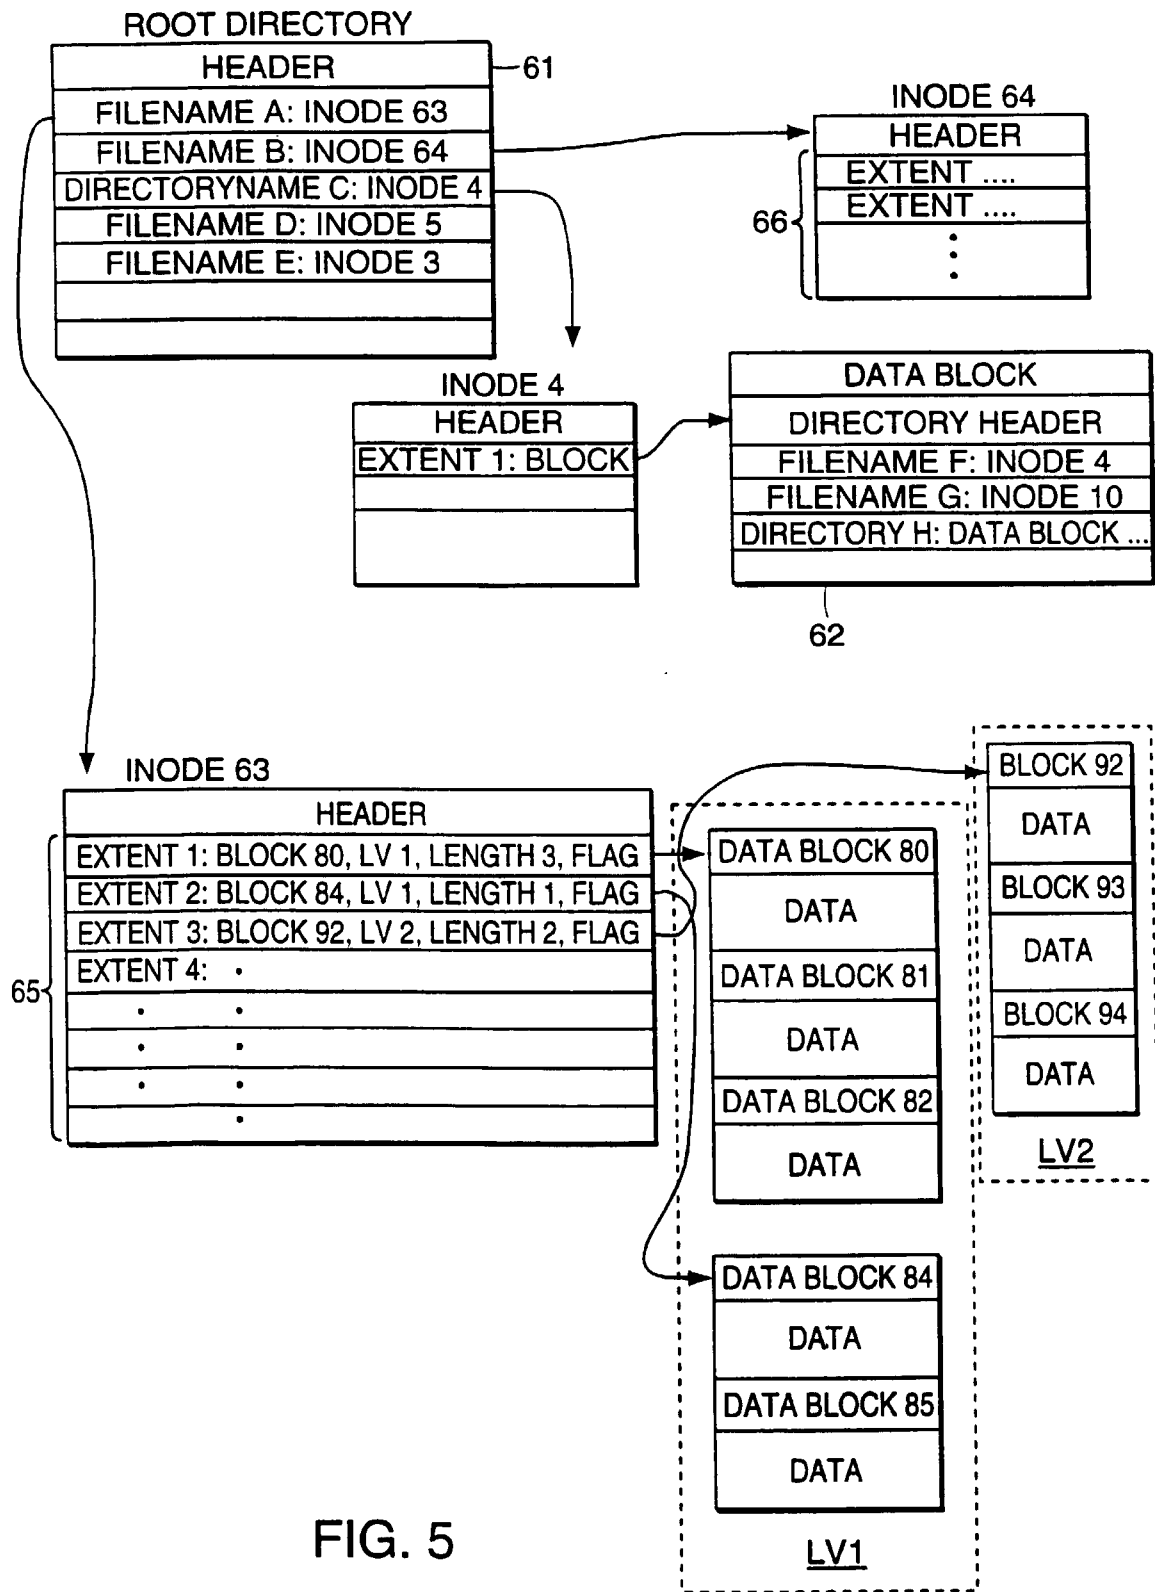 ROOT DIRECTORY
HEADER
61
FILENAME A: INODE 63
FILENAME B: INODE 64
DIRECTORYNAME C: INODE 4
FILENAME D: INODE 5
FILENAME E: INODE 3
INODE 64
HEADER
EXTENT ....
EXTENT ....
66
INODE 4
HEADER
EXTENT 1: BLOCK
DATA BLOCK
DIRECTORY HEADER
FILENAME F: INODE 4
FILENAME G: INODE 10
DIRECTORY H: DATA BLOCK ...
62
INODE 63
HEADER
EXTENT 1: BLOCK 80, LV 1, LENGTH 3, FLAG
EXTENT 2: BLOCK 84, LV 1, LENGTH 1, FLAG
EXTENT 3: BLOCK 92, LV 2, LENGTH 2, FLAG
EXTENT 4:
65
DATA BLOCK 80
DATA
DATA BLOCK 81
DATA
DATA BLOCK 82
DATA
DATA BLOCK 84
DATA
DATA BLOCK 85
DATA
LV1
BLOCK 92
DATA
BLOCK 93
DATA
BLOCK 94
DATA
LV2
FIG. 5